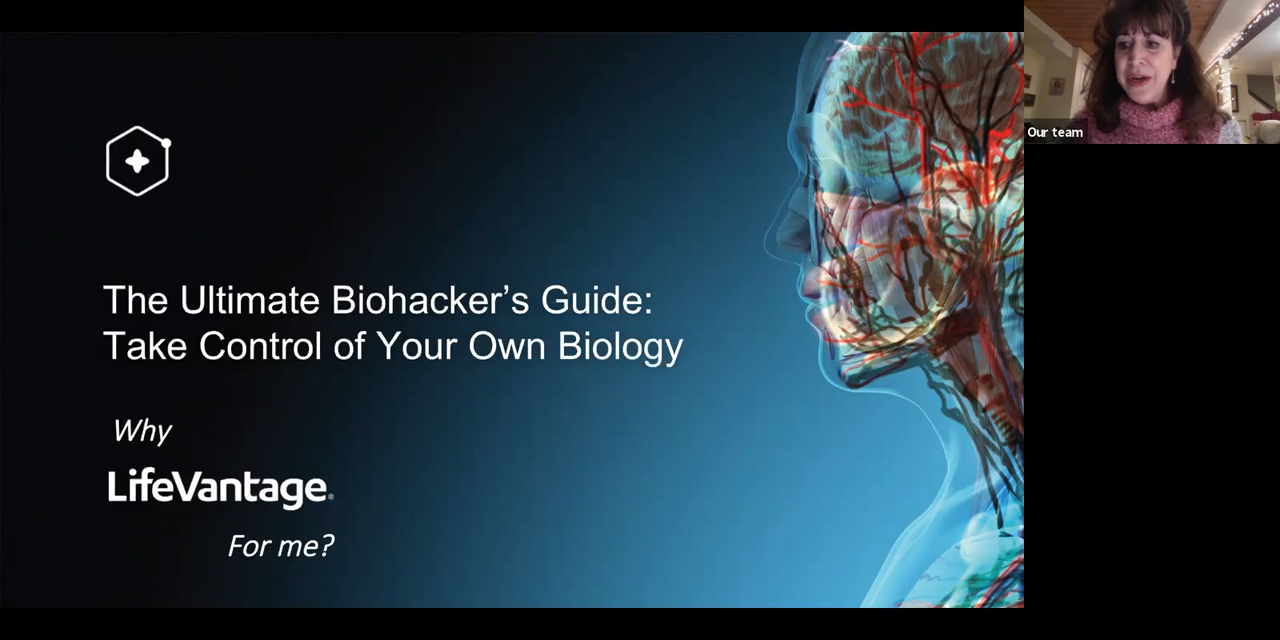 The Ultimate Biohacker’s Guide:
Take Control of Your Own Biology
Why
LifeVantage®
For me?
Our team